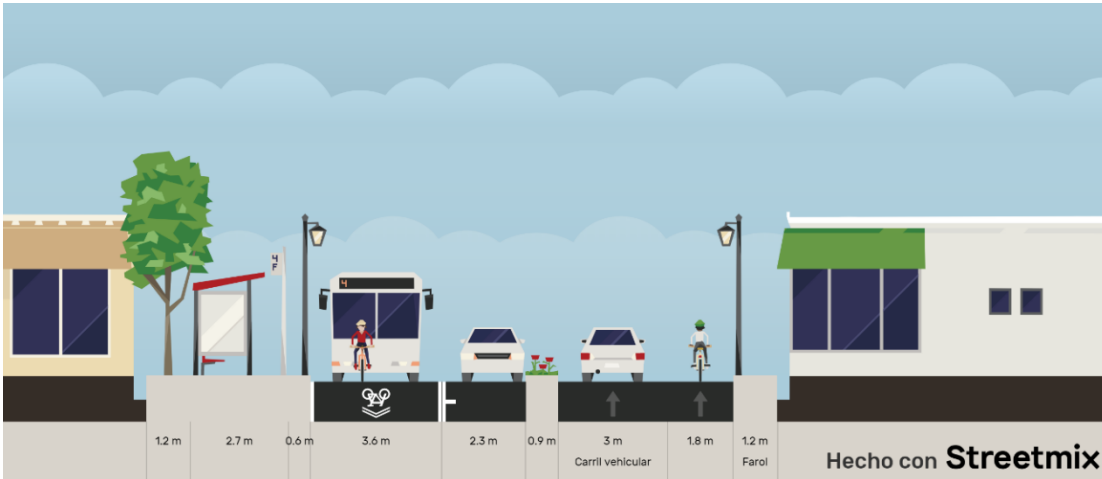 4
F
4
1.2 m
2.7 m
0.6 m
3.6 m
2.3 m
0.9 m
3 m
1.8 m
1.2 m
Carril vehicular
Farol
Hecho con Streetmix